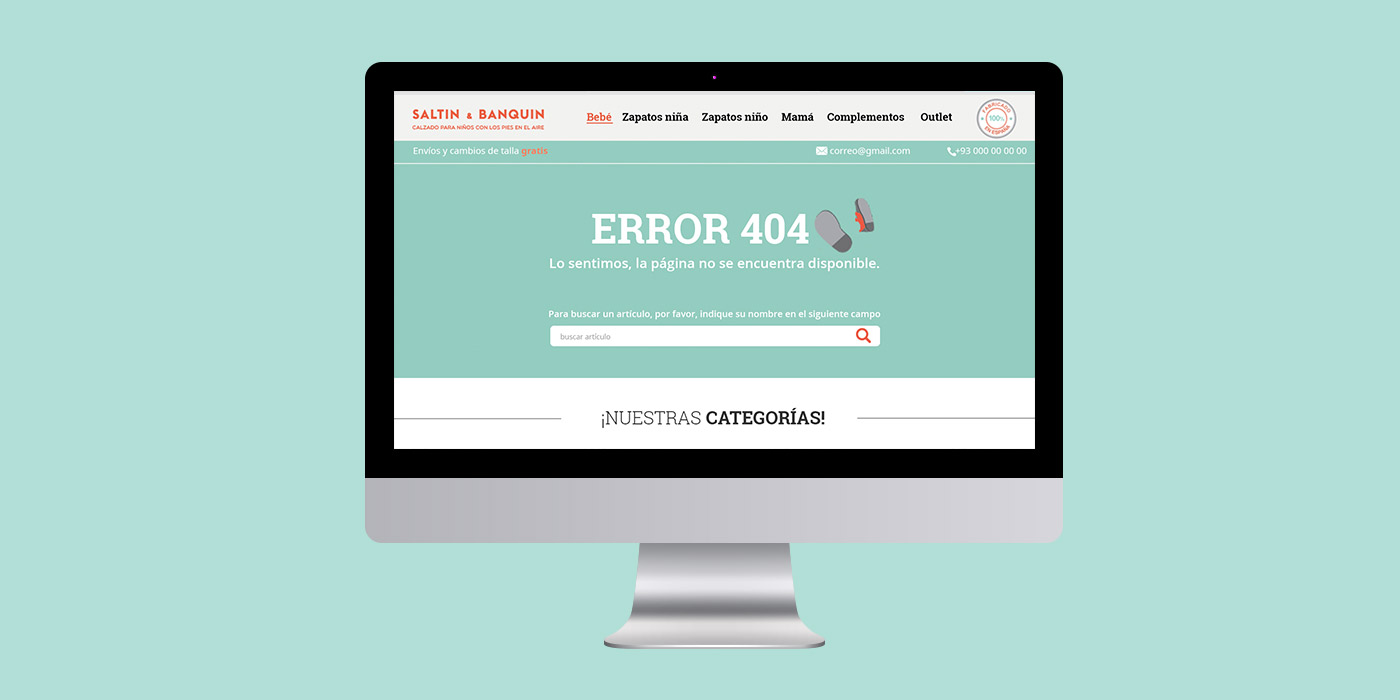 SALTIN & BANQUIN
CALZADO PARA NIÑOS CON LOS PIES EN EL AIRE
Bebé Zapatos niña Zapatos niño Mamá Complementos Outlet
FABRICADO
100%
EN ESPAÑA
Envíos y cambios de talla gratis
correo@gmail.com
+93 000 00 00 00
ERROR 404
Lo sentimos, la página no se encuentra disponible.
Para buscar un artículo, por favor, indique su nombre en el siguiente campo
buscar artículo
¡NUESTRAS CATEGORÍAS!